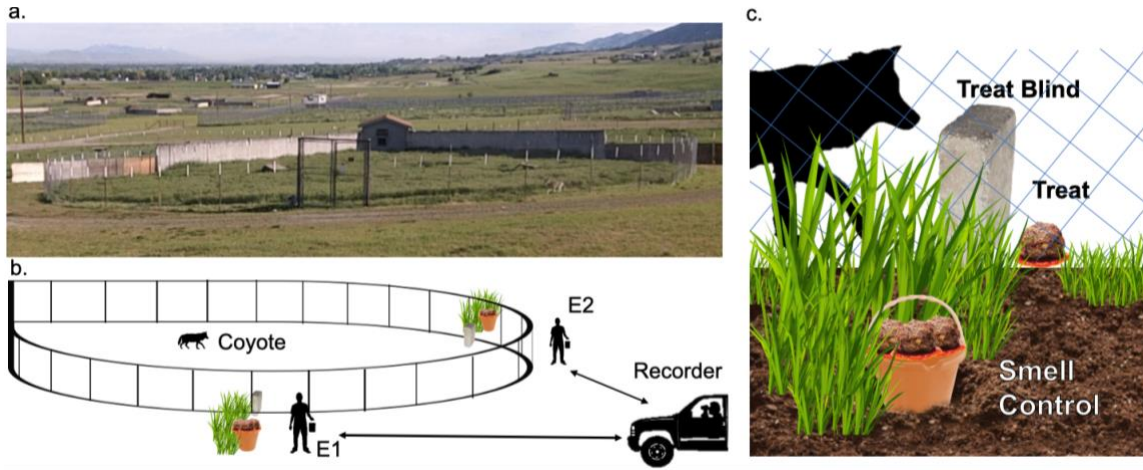 a.
b.
Coyote
E2
Recorder
E1
c.
Treat Blind
Treat
Smell
Control